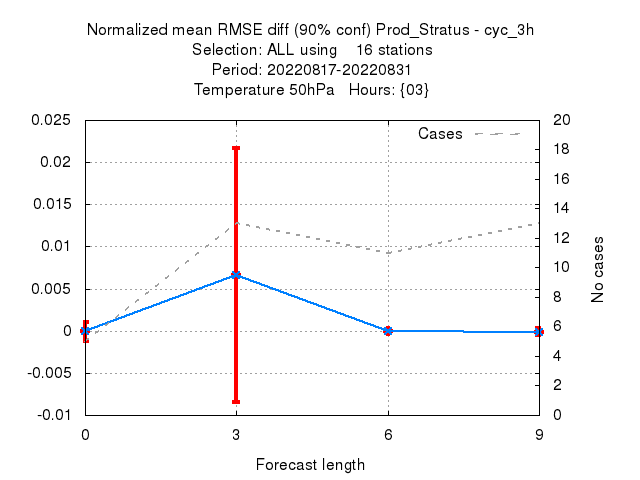 Normalized mean RMSE diff (90% conf) Prod_Stratus - cyc_3h
Selection: ALL using    16 stations
Period: 20220817-20220831
Temperature 50hPa   Hours: {03}
Cases
0.025
0.02
0.015
0.01
0.005
0
-0.005
-0.01
20
18
16
14
12
10
8
6
4
2
0
No cases
0 3 6 9
Forecast length